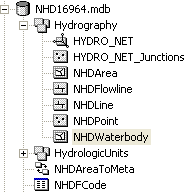 NHD16964.mdb
Hydrography
HYDRO_NET
HYDRO_NET_Junctions
NHDArea
NHDFlowline
NHDLine
NHDPoint
NHDWaterbody
HydrologicUnits
NHDAreaToMeta
NHDFCode